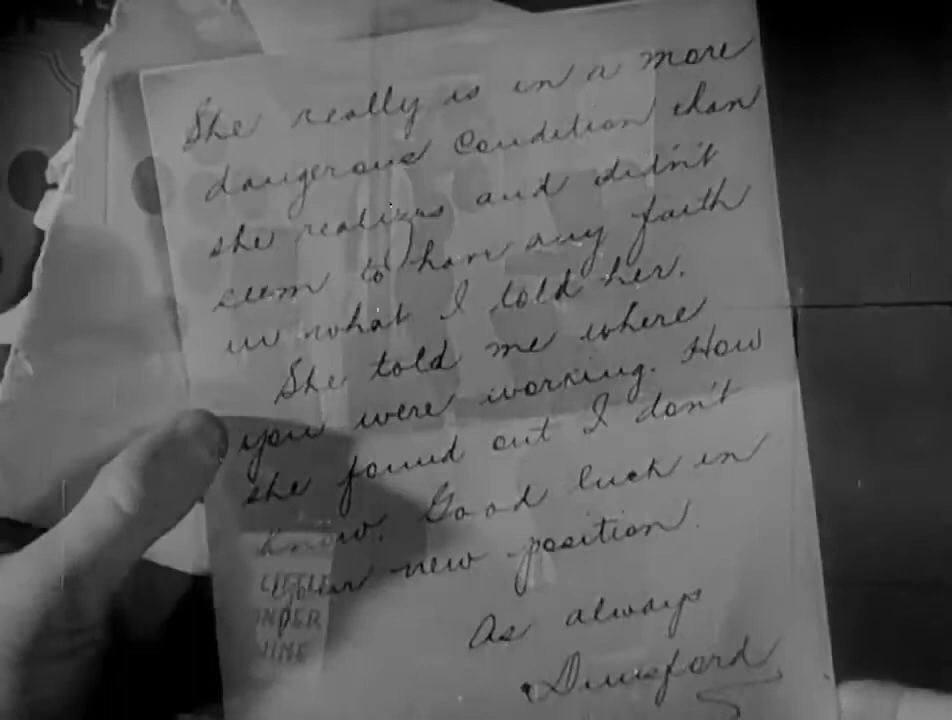 She really is in a more
dangerous condition than
she realizes and didn't
seem to have any faith
in what I told her.
She told me where
you were working. How
she found out I don't
know. Good luck in
your new position.
As always
Dunsford
LITTLE
INDER